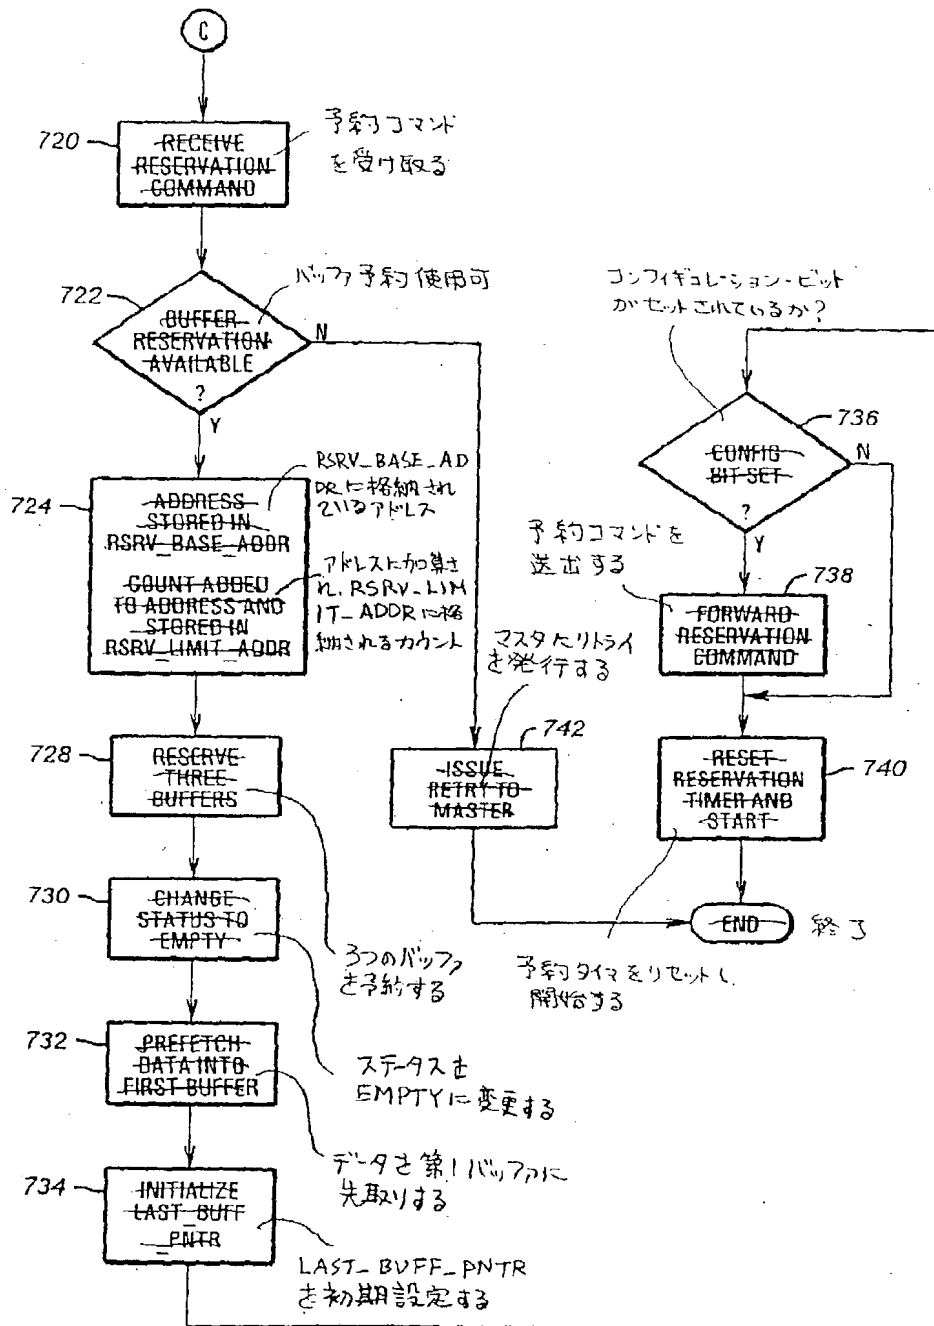 C
720
RECEIVE
RESERVATION
COMMAND
予約コマンド
を受け取る
722
BUFFER
RESERVATION
AVAILABLE
?
バッファ予約使用可
N
Y
724
ADDRESS
STORED IN
RSRV_BASE_ADDR
COUNT ADDED
TO ADDRESS AND
STORED IN
RSRV_LIMIT_ADDR
RSRV_BASE_AD
DRに格納され
ているアドレス
アドレスに加算さ
れ、RSRV_LIM
IT_ADDRに格
納されるカウント
728
RESERVE
THREE
BUFFERS
3つのバッファ
を予約する
730
CHANGE
STATUS TO
EMPTY
ステータスを
EMPTYに変更する
732
PREFETCH
DATA INTO
FIRST BUFFER
データを第1バッファに
先取りする
734
INITIALIZE
LAST_BUFF
_PNTR
LAST_BUFF_PNTR
を初期設定する
マスタにリトライ
を発行する
742
ISSUE
RETRY TO
MASTER
コンフィギュレーション・ビット
がセットされているか?
736
CONFIG
BIT SET
?
N
Y
予約コマンドを
送出する
738
FORWARD
RESERVATION
COMMAND
740
RESET
RESERVATION
TIMER AND
START
予約タイマをリセットし、
開始する
END
終了